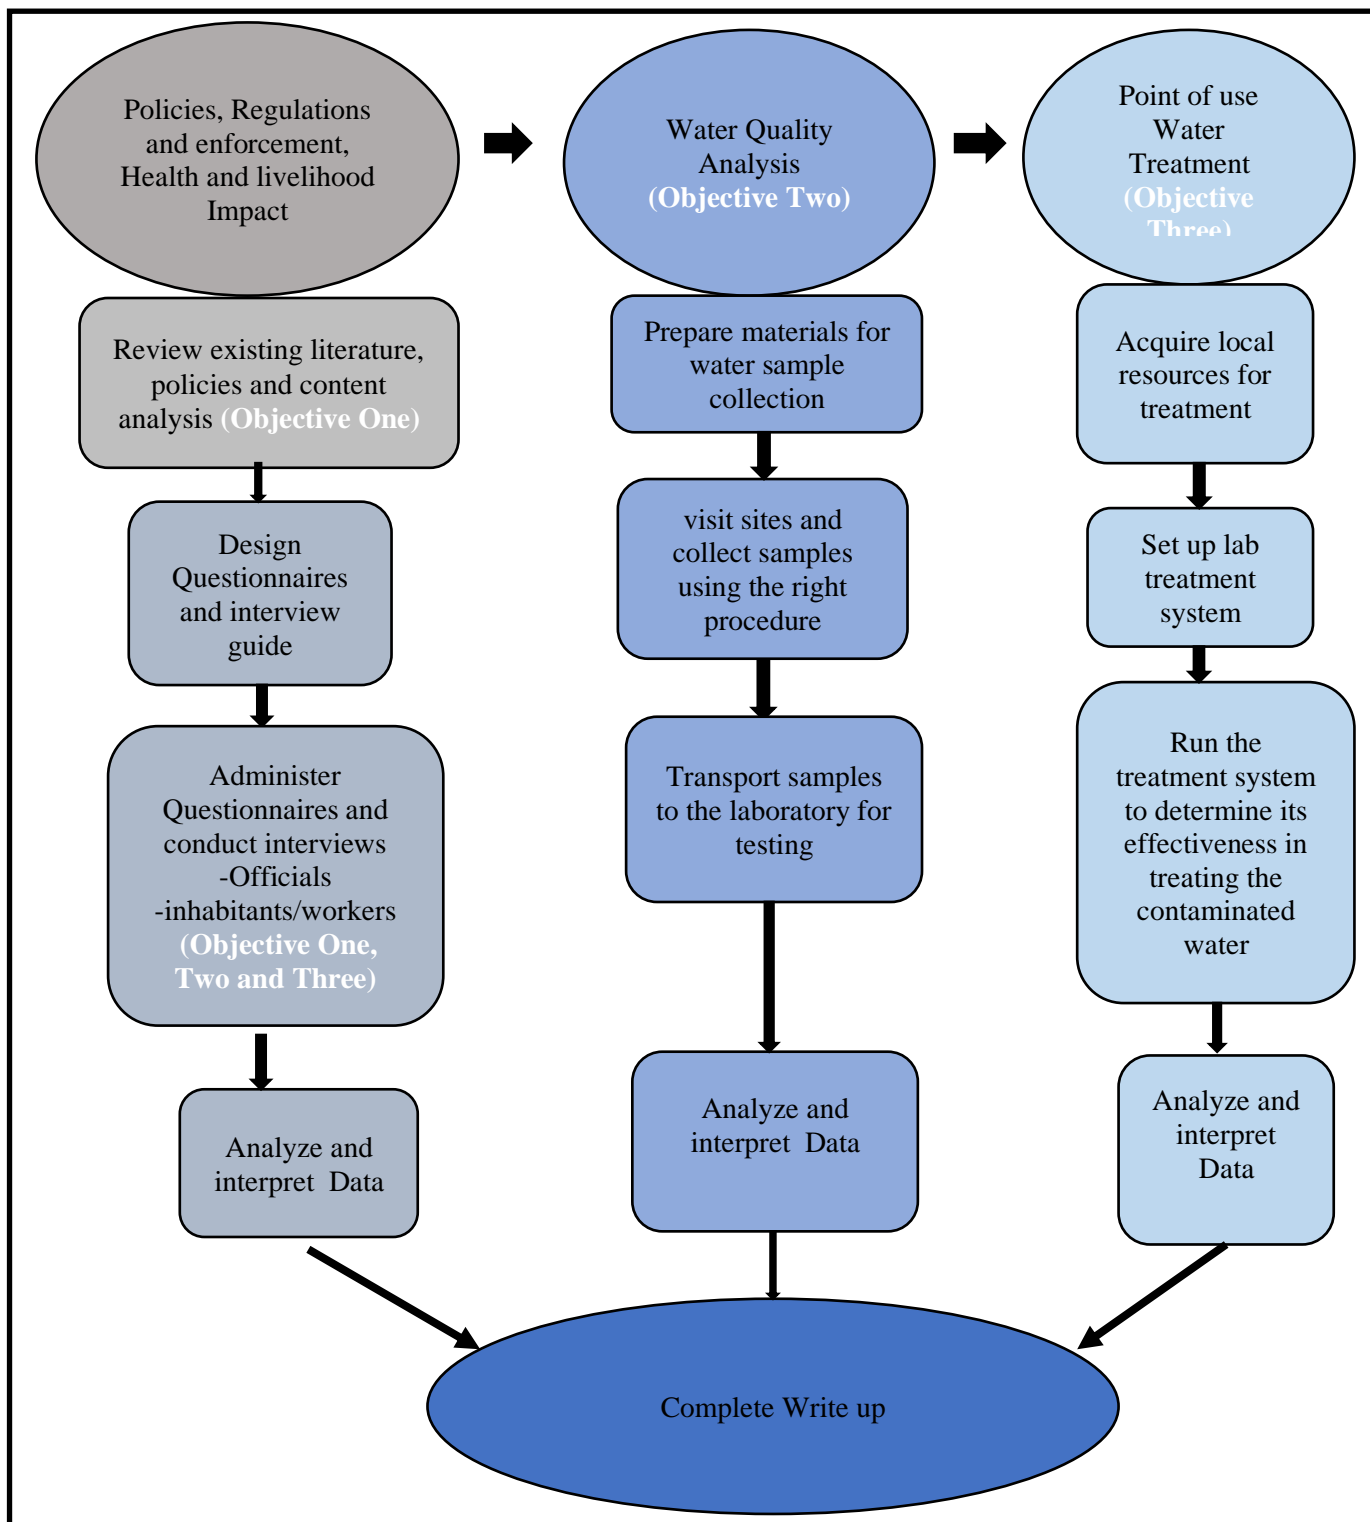 Policies, Regulations
and enforcement,
Health and livelihood
Impact
Water Quality
Analysis
(Objective Two)
Point of use
Water
Treatment
(Objective
Three)
Review existing literature,
policies and content
analysis (Objective One)
Design
Questionnaires
and interview
guide
Administer
Questionnaires and
conduct interviews
-Officials
-inhabitants/workers
(Objective One,
Two and Three)
Analyze and
interpret Data
Prepare materials for
water sample
collection
visit sites and
collect samples
using the right
procedure
Transport samples
to the laboratory for
testing
Analyze and
interpret Data
Acquire local
resources for
treatment
Set up lab
treatment
system
Run the
treatment system
to determine its
effectiveness in
treating the
contaminated
water
Analyze and
interpret
Data
Complete Write up